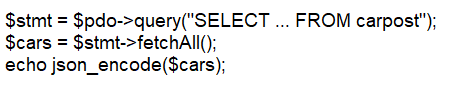 $stmt = $pdo->query("SELECT ... FROM carpost");
$cars = $stmt->fetchAll();
echo json_encode($cars);